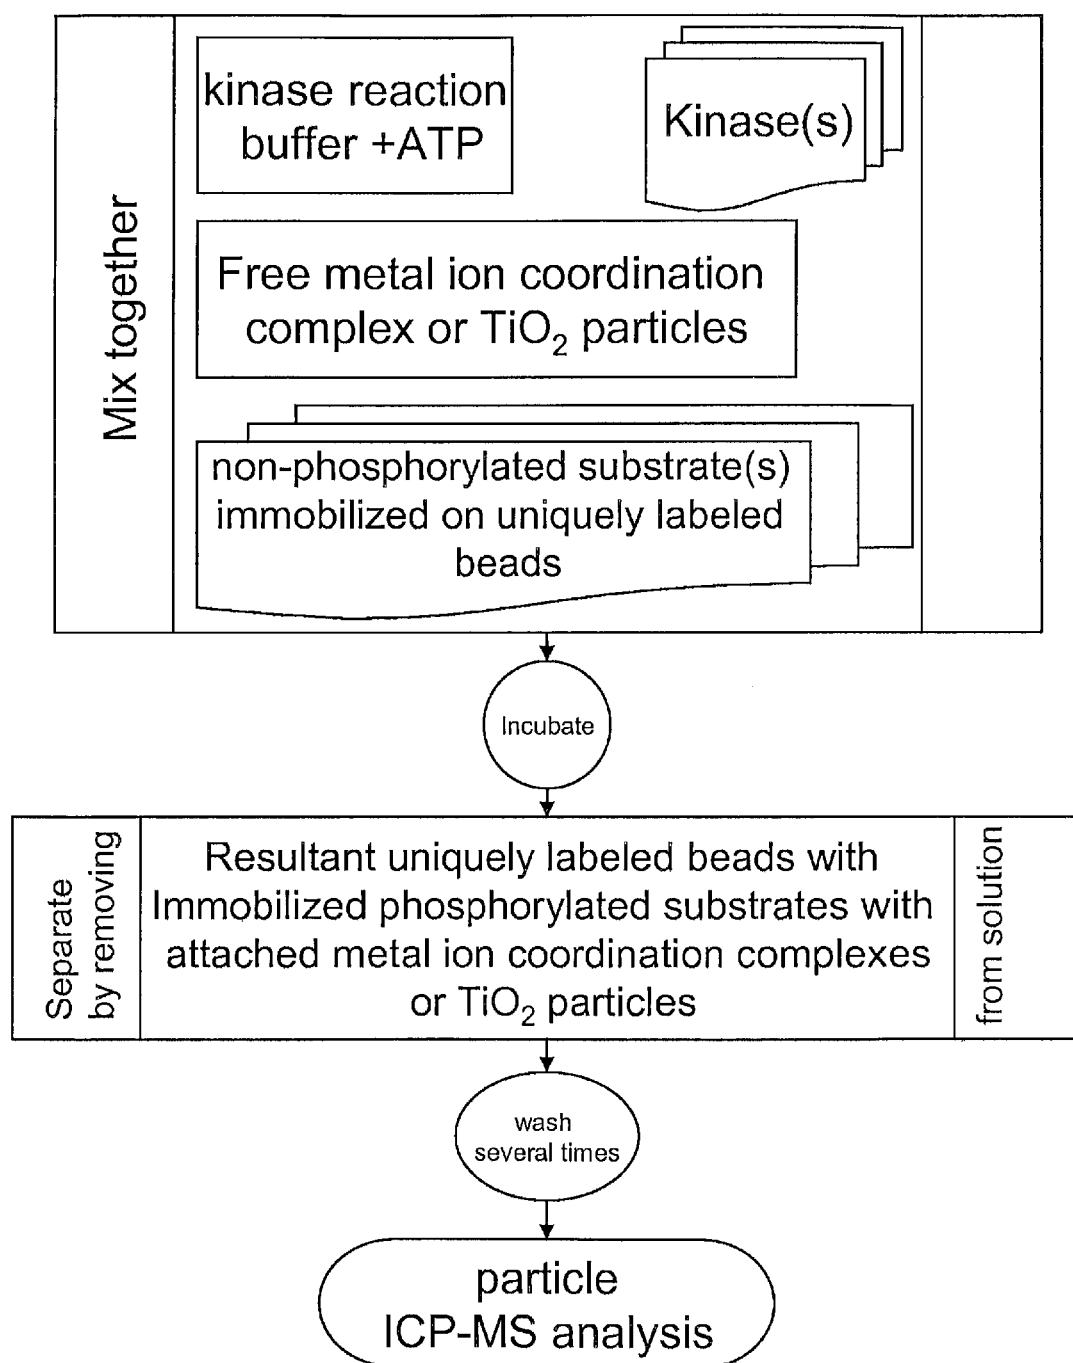 Mix together
kinase reaction
buffer +ATP
Kinase(s)
Free metal ion coordination
complex or TiO₂ particles
non-phosphorylated substrate(s)
immobilized on uniquely labeled
beads
Incubate
Separate
by removing
Resultant uniquely labeled beads with
Immobilized phosphorylated substrates with
attached metal ion coordination complexes
or TiO₂ particles
from solution
wash
several times
particle
ICP-MS analysis